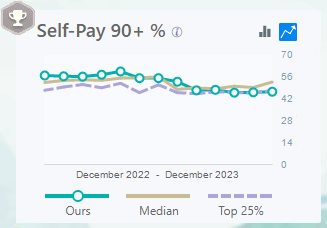 Self-Pay 90+ %
70
56
42
28
14
0
December 2022 - December 2023
Ours
Median
Top 25%